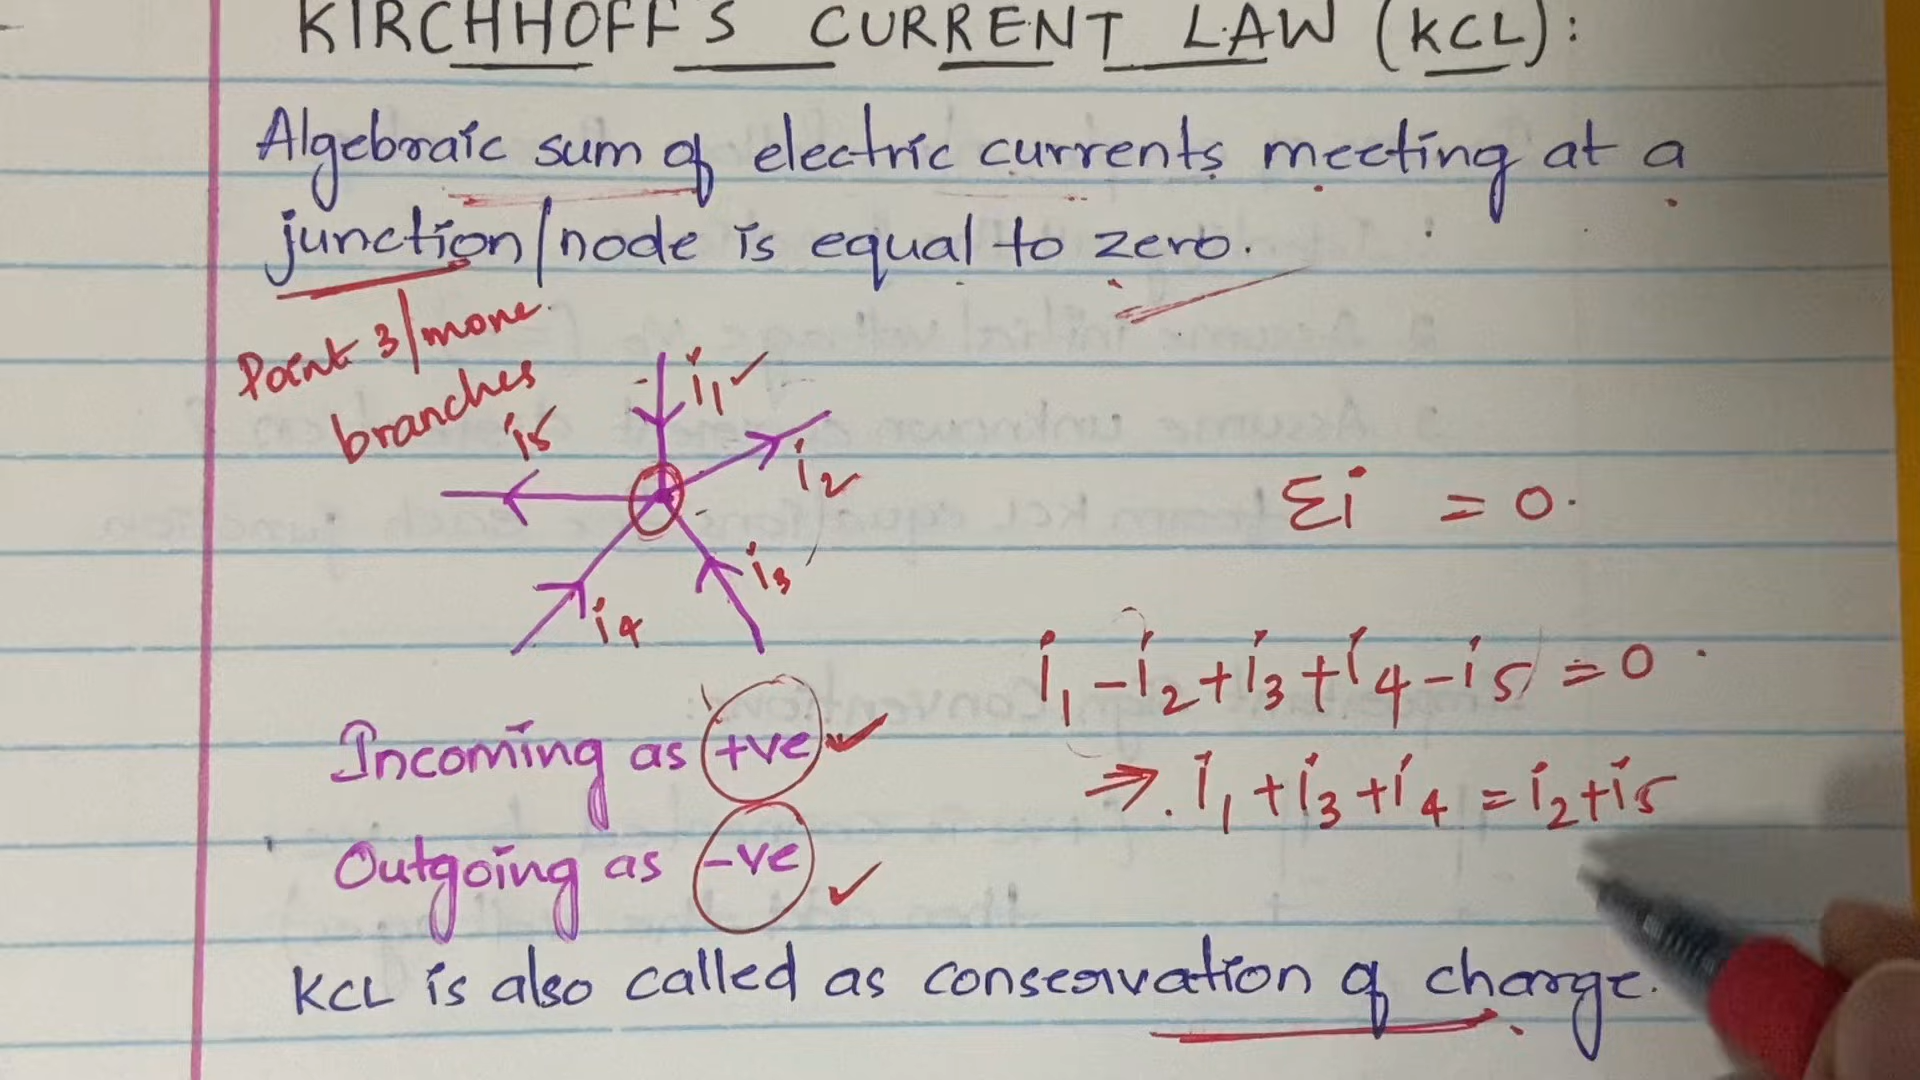 KIRCHHOFF'S CURRENT LAW (KCL):
Algebraic sum of electric currents meeting at a
junction/node is equal to zero.
Point 3/more
branches
i1
i5
i2
i3
i4
Σi = 0.
i1 - i2 + i3 + i4 - i5 = 0
⇒. i1 + i3 + i4 = i2 + i5
Incoming as +ve
Outgoing as -ve
KCL is also called as conservation of charge.